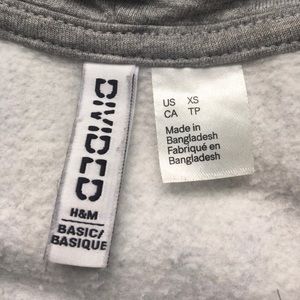 DIVIDED
H&M
BASIC/
BASIQUE
US XS
CA TP
Made in
Bangladesh
Fabriqué en
Bangladesh